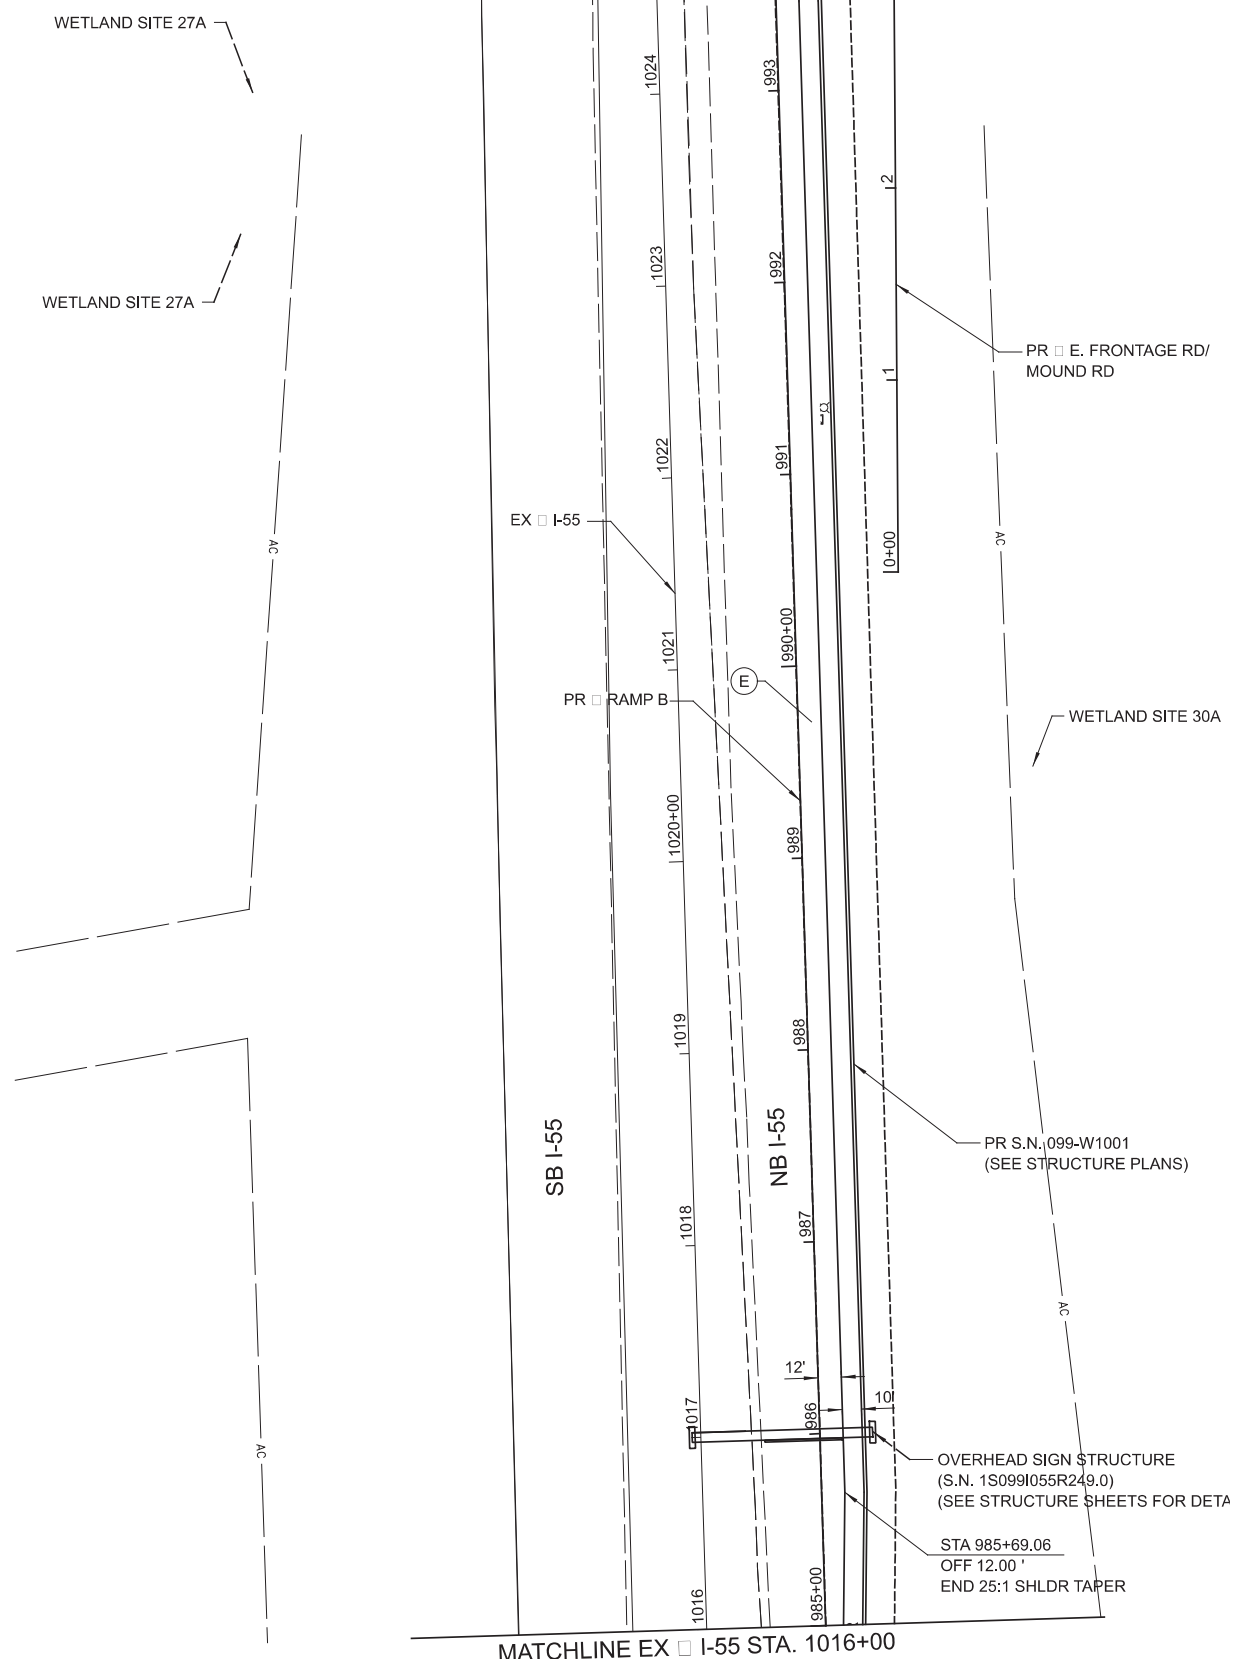 WETLAND SITE 27A
1024
993
2
1023
992
WETLAND SITE 27A
PR □ E. FRONTAGE RD/
MOUND RD
1
1022
991
EX □ I-55
AC
AC
0+00
1021
990+00
E
PR □ RAMP B
WETLAND SITE 30A
1020+00
989
1019
988
SB I-55
NB I-55
PR S.N. 099-W1001
(SEE STRUCTURE PLANS)
1018
987
AC
12'
10'
1017
986
AC
OVERHEAD SIGN STRUCTURE
(S.N. 1S099I055R249.0)
(SEE STRUCTURE SHEETS FOR DETA
STA 985+69.06
OFF 12.00 '
END 25:1 SHLDR TAPER
1016
985+00
MATCHLINE EX □ I-55 STA. 1016+00